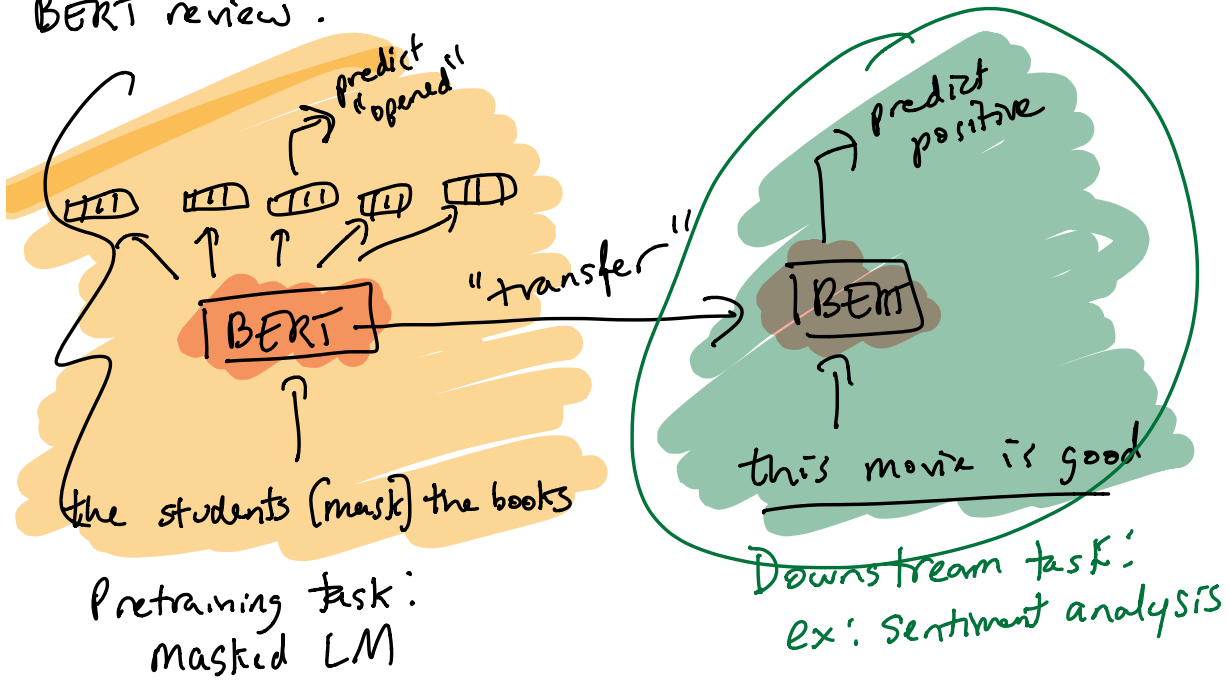 BERT review.
predict
"opened"
BERT
the students [mask] the books
Pretraining task:
masked LM
"transfer"
predict
positive
BERT
this movie is good
Downstream task:
ex: sentiment analysis